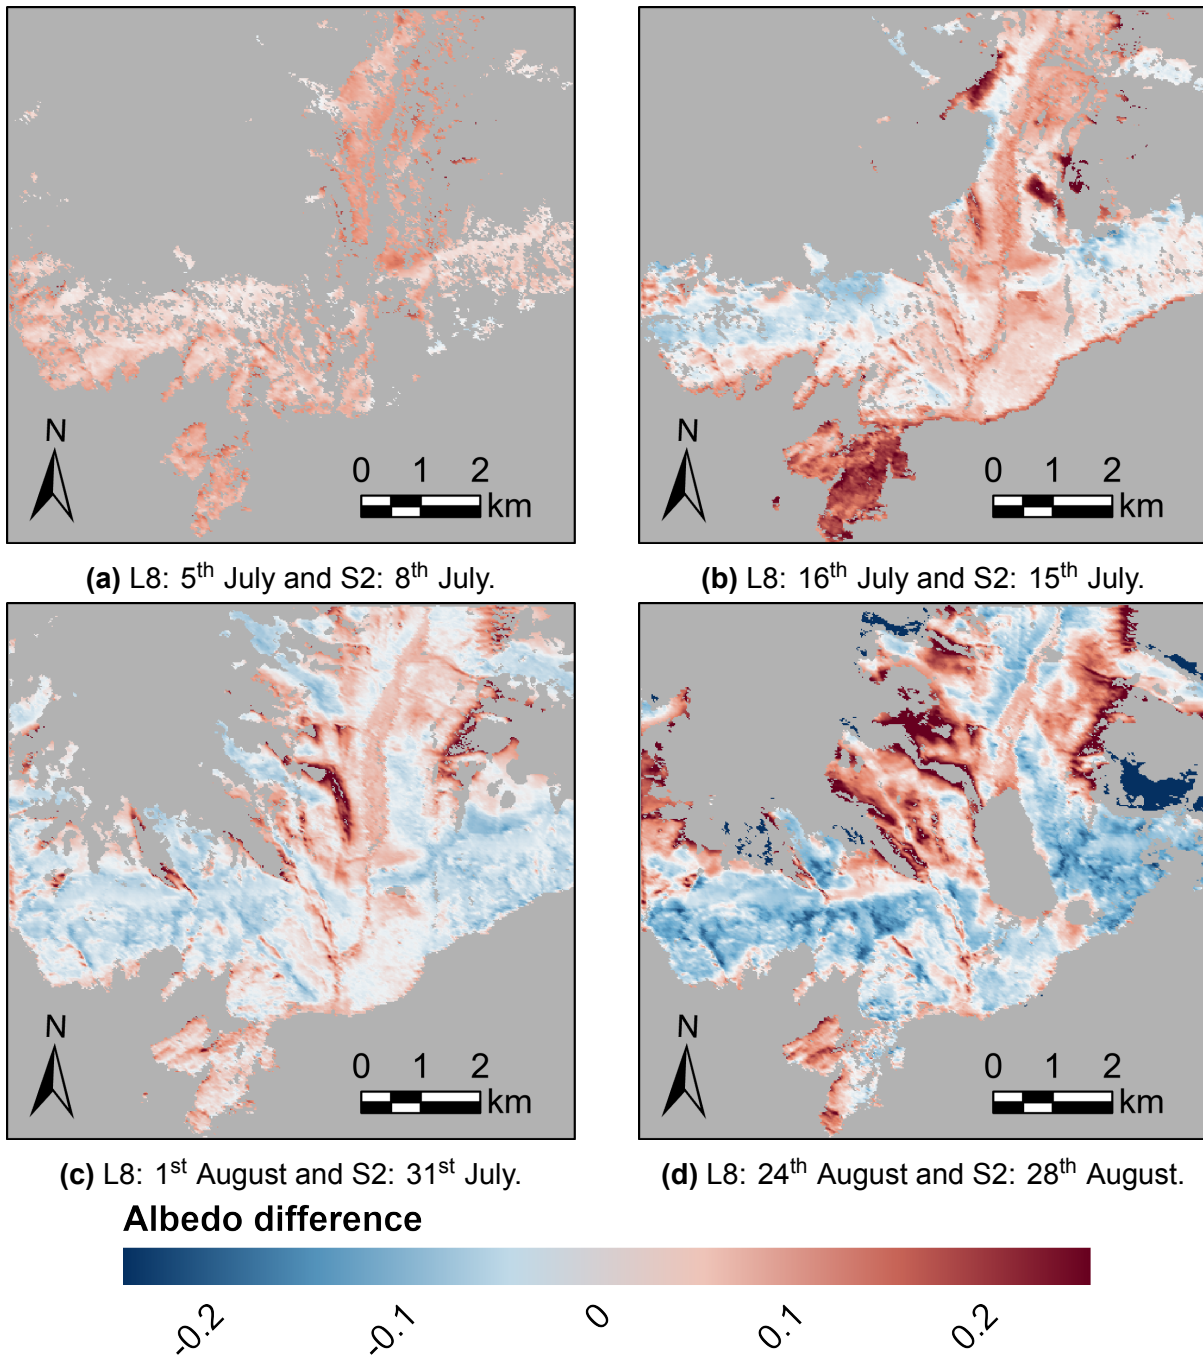 N
0 1 2
km
N
0 1 2
km
(a) L8: 5th July and S2: 8th July.
(b) L8: 16th July and S2: 15th July.
N
0 1 2
km
N
0 1 2
km
(c) L8: 1st August and S2: 31st July.
(d) L8: 24th August and S2: 28th August.
Albedo difference
-0.2 -0.1 0 0.1 0.2